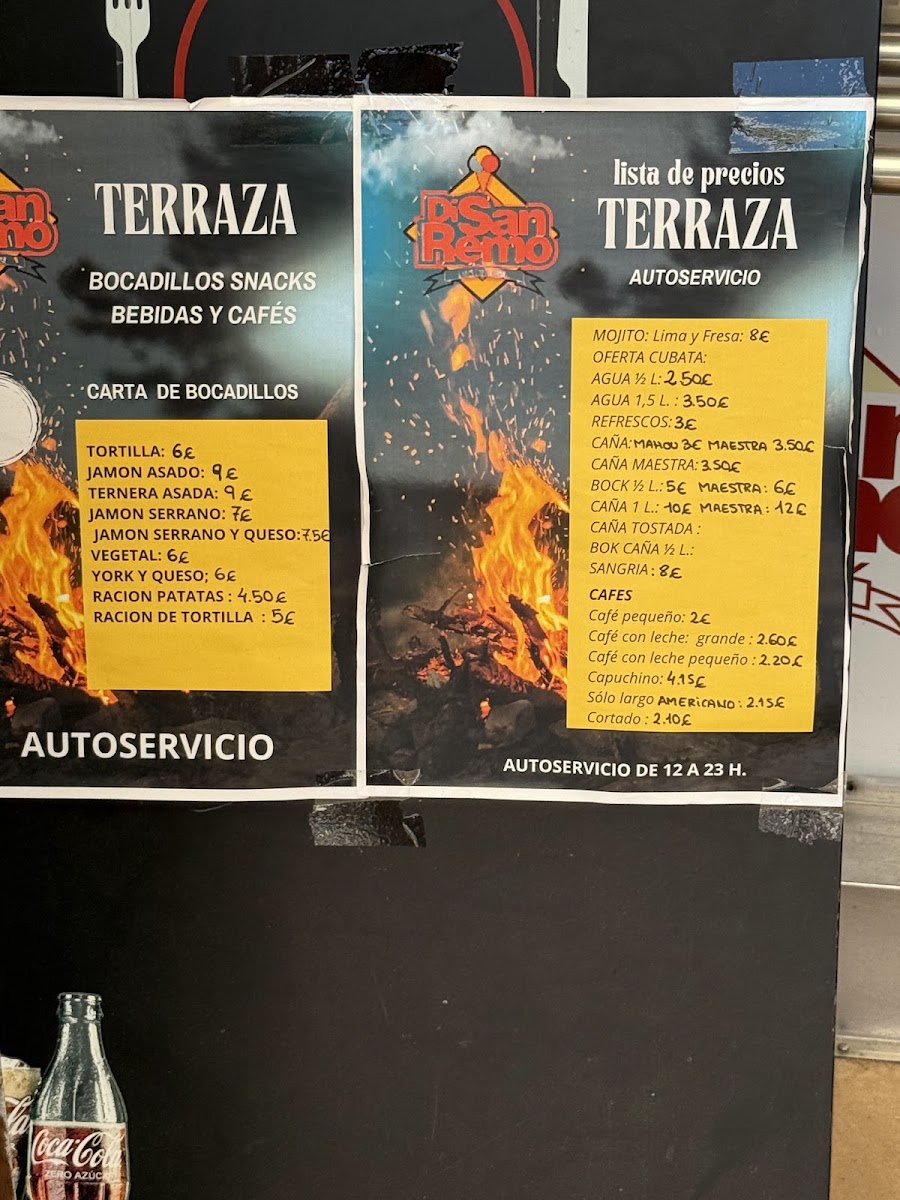 an
mo
TERRAZA
BOCADILLOS SNACKS
BEBIDAS Y CAFÉS
CARTA DE BOCADILLOS
TORTILLA: 6€
JAMON ASADO: 9€
TERNERA ASADA: 9€
JAMON SERRANO: 7€
JAMON SERRANO Y QUESO:7.5€
VEGETAL: 6€
YORK Y QUESO; 6€
RACION PATATAS : 4.50€
RACION DE TORTILLA : 5€
AUTOSERVICIO
Di San
Remo
lista de precios
TERRAZA
AUTOSERVICIO
MOJITO: Lima y Fresa: 8€
OFERTA CUBATA:
AGUA ½ L: 2,50€
AGUA 1,5 L. : 3.50€
REFRESCOS: 3€
CAÑA: MAHOU 3€ MAESTRA 3.50€
CAÑA MAESTRA: 3.50€
BOCK ½ L.: 5€ MAESTRA: 6€
CAÑA 1 L.: 10€ MAESTRA: 12€
CAÑA TOSTADA :
BOK CAÑA ½ L.:
SANGRIA : 8€
CAFES
Café pequeño: 2€
Café con leche: grande : 2.60€
Café con leche pequeño : 2.20€
Capuchino: 4.15€
Sólo largo AMERICANO: 2.15€
Cortado : 2.10€
AUTOSERVICIO DE 12 A 23 H.
Coca-Cola
ZERO AZÚCA